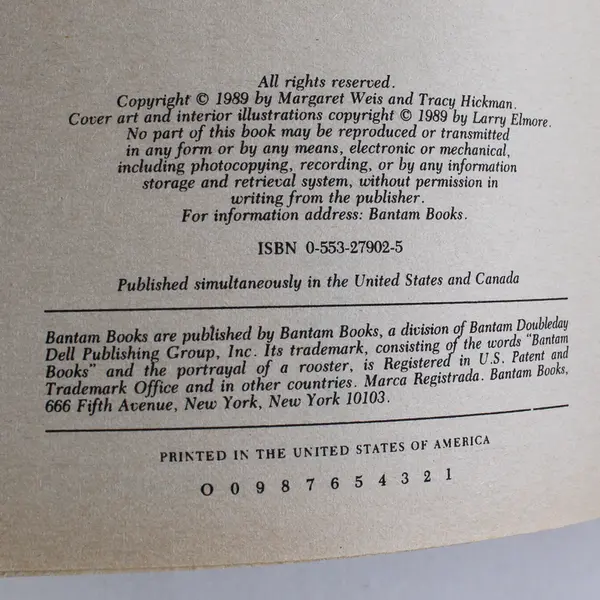 All rights reserved.
Copyright © 1989 by Margaret Weis and Tracy Hickman.
Cover art and interior illustrations copyright © 1989 by Larry Elmore.
No part of this book may be reproduced or transmitted
in any form or by any means, electronic or mechanical,
including photocopying, recording, or by any information
storage and retrieval system, without permission in
writing from the publisher.
For information address: Bantam Books.
ISBN 0-553-27902-5
Published simultaneously in the United States and Canada
Bantam Books are published by Bantam Books, a division of Bantam Doubleday
Dell Publishing Group, Inc. Its trademark, consisting of the words "Bantam
Books" and the portrayal of a rooster, is Registered in U.S. Patent and
Trademark Office and in other countries. Marca Registrada. Bantam Books,
666 Fifth Avenue, New York, New York 10103.
PRINTED IN THE UNITED STATES OF AMERICA
O 0 9 8 7 6 5 4 3 2 1